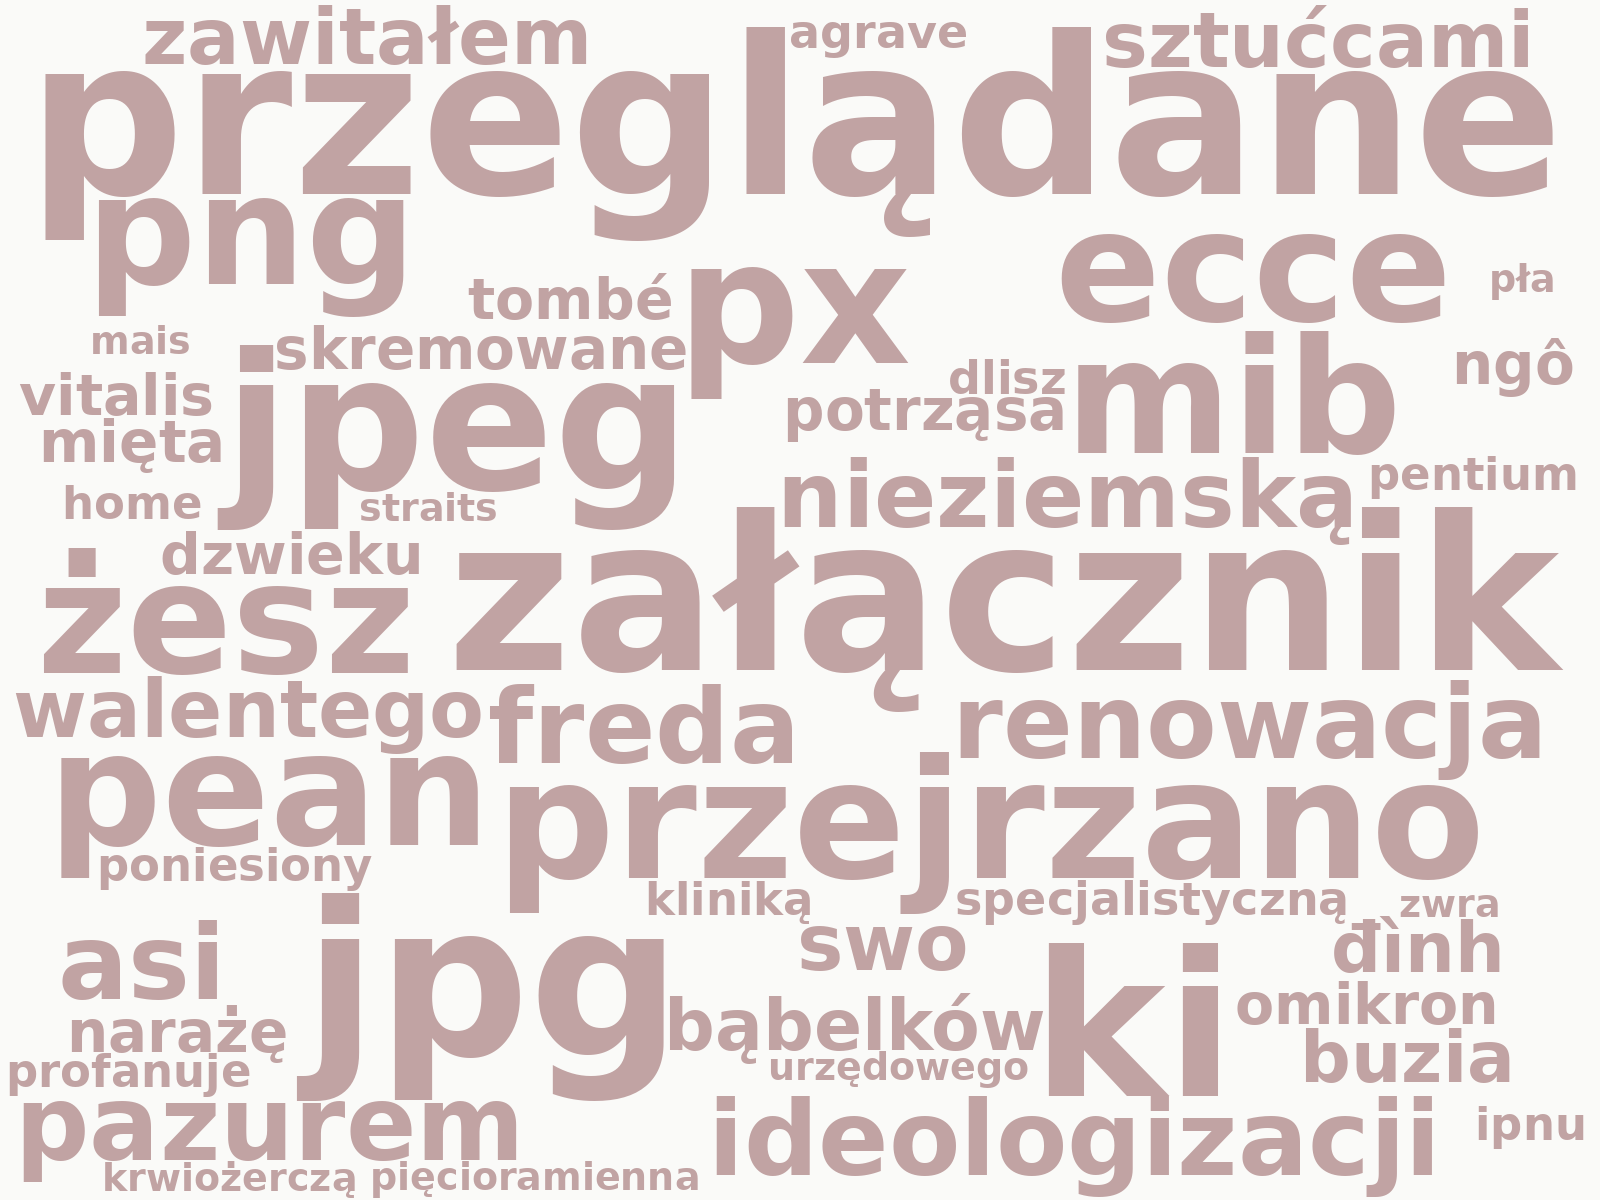 zawitałem agrave sztućcami
przeglądane
png ecce
px pła
tombé
mais skremowane ngô
jpeg mib
vitalis dlisz
potrząsa
mięta
nieziemską pentium
home straits
dzwieku
żesz załącznik
walentego freda renowacja
pean przejrzano
poniesiony kliniką specjalistyczną zwra
asi jpg swo ki đình
narażę bąbelków omikron
profanuje urzędowego buzia
pazurem ideologizacji ipnu
krwiożerczą pięcioramienna